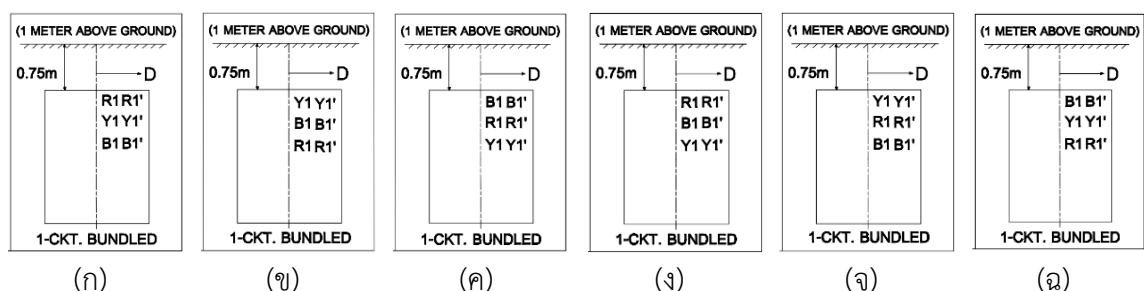 (1 METER ABOVE GROUND)
0.75m
D
R1 R1'
Y1 Y1'
B1 B1'
1-CKT. BUNDLED
(ก)
(1 METER ABOVE GROUND)
0.75m
D
Y1 Y1'
B1 B1'
R1 R1'
1-CKT. BUNDLED
(ข)
(1 METER ABOVE GROUND)
0.75m
D
B1 B1'
R1 R1'
Y1 Y1'
1-CKT. BUNDLED
(ค)
(1 METER ABOVE GROUND)
0.75m
D
R1 R1'
B1 B1'
Y1 Y1'
1-CKT. BUNDLED
(ง)
(1 METER ABOVE GROUND)
0.75m
D
Y1 Y1'
R1 R1'
B1 B1'
1-CKT. BUNDLED
(จ)
(1 METER ABOVE GROUND)
0.75m
D
B1 B1'
Y1 Y1'
R1 R1'
1-CKT. BUNDLED
(ฉ)